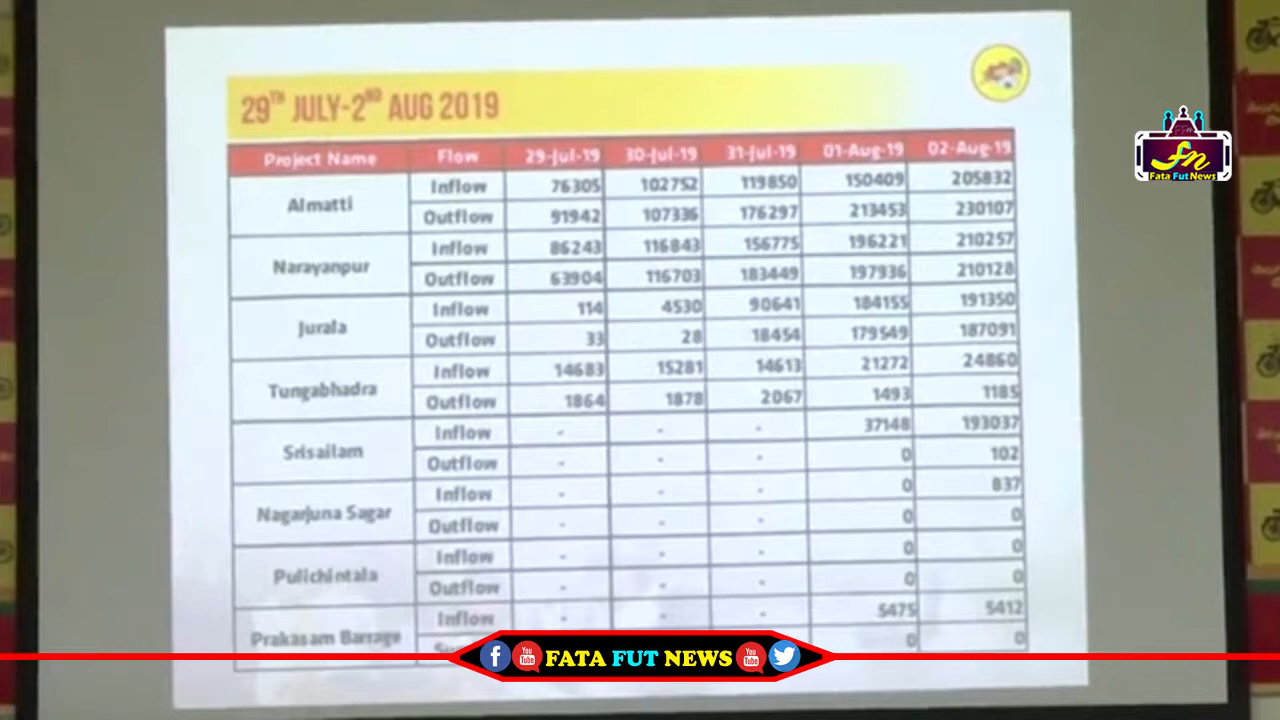 29TH JULY-2ND AUG 2019
Project Name Flow 29-Jul-19 30-Jul-19 31-Jul-19 01-Aug-19 02-Aug-19
Almatti Inflow 76305 102752 119850 150409 205832
Outflow 91942 107336 176297 213453 230107
Narayanpur Inflow 86243 116843 156775 196221 210257
Outflow 63904 116703 183449 197936 210128
Jurala Inflow 114 4530 90641 184155 191350
Outflow 33 28 18454 179549 187091
Tungabhadra Inflow 14683 15281 14613 21272 24860
Outflow 1864 1878 2067 1493 1185
Srisailam Inflow - - - 37148 193037
Outflow - - - 0 102
Nagarjuna Sagar Inflow - - - 0 837
Outflow - - - 0 0
Pulichintala Inflow - - - 0 0
Outflow - - - 0 0
Prakasam Barrage Inflow - - - 5475 5412
0 0
fn
Fata Fut News
FATA FUT NEWS